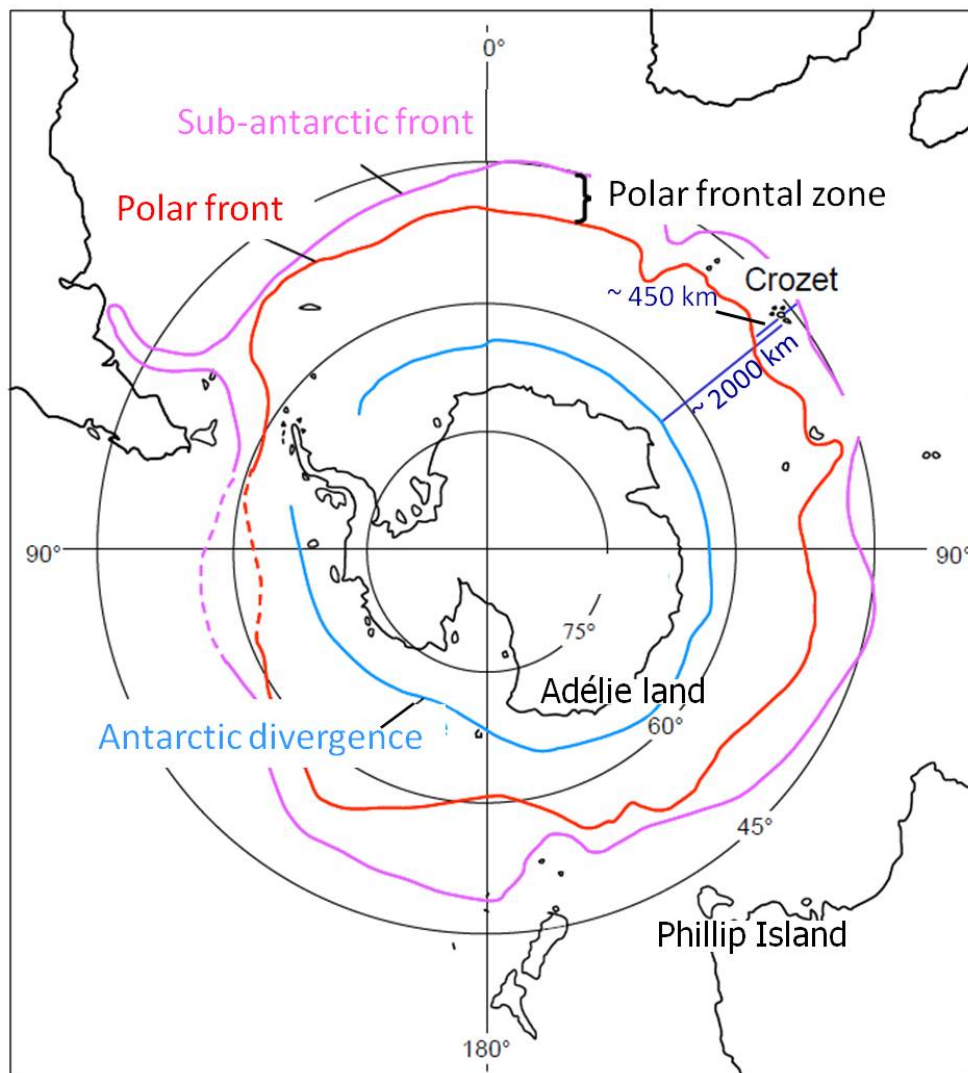 0°
Sub-antarctic front
Polar front
Polar frontal zone
Crozet
~ 450 km
~ 2000 km
90°
90°
75°
Adélie land
60°
Antarctic divergence
45°
Phillip Island
180°